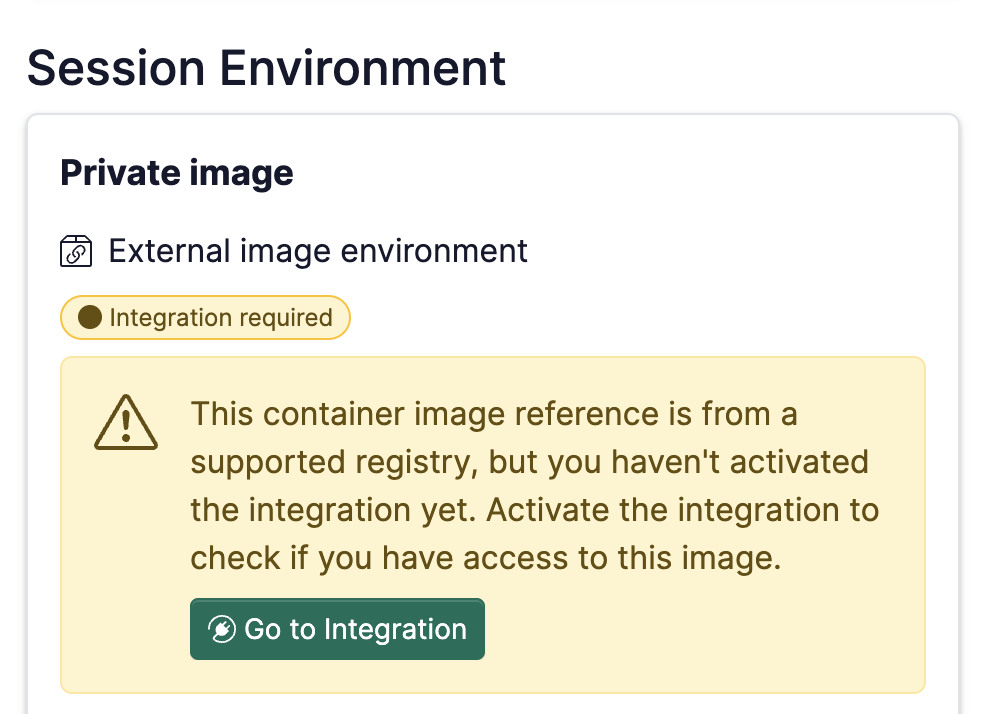 Session Environment
Private image
External image environment
Integration required
This container image reference is from a
supported registry, but you haven't activated
the integration yet. Activate the integration to
check if you have access to this image.
Go to Integration